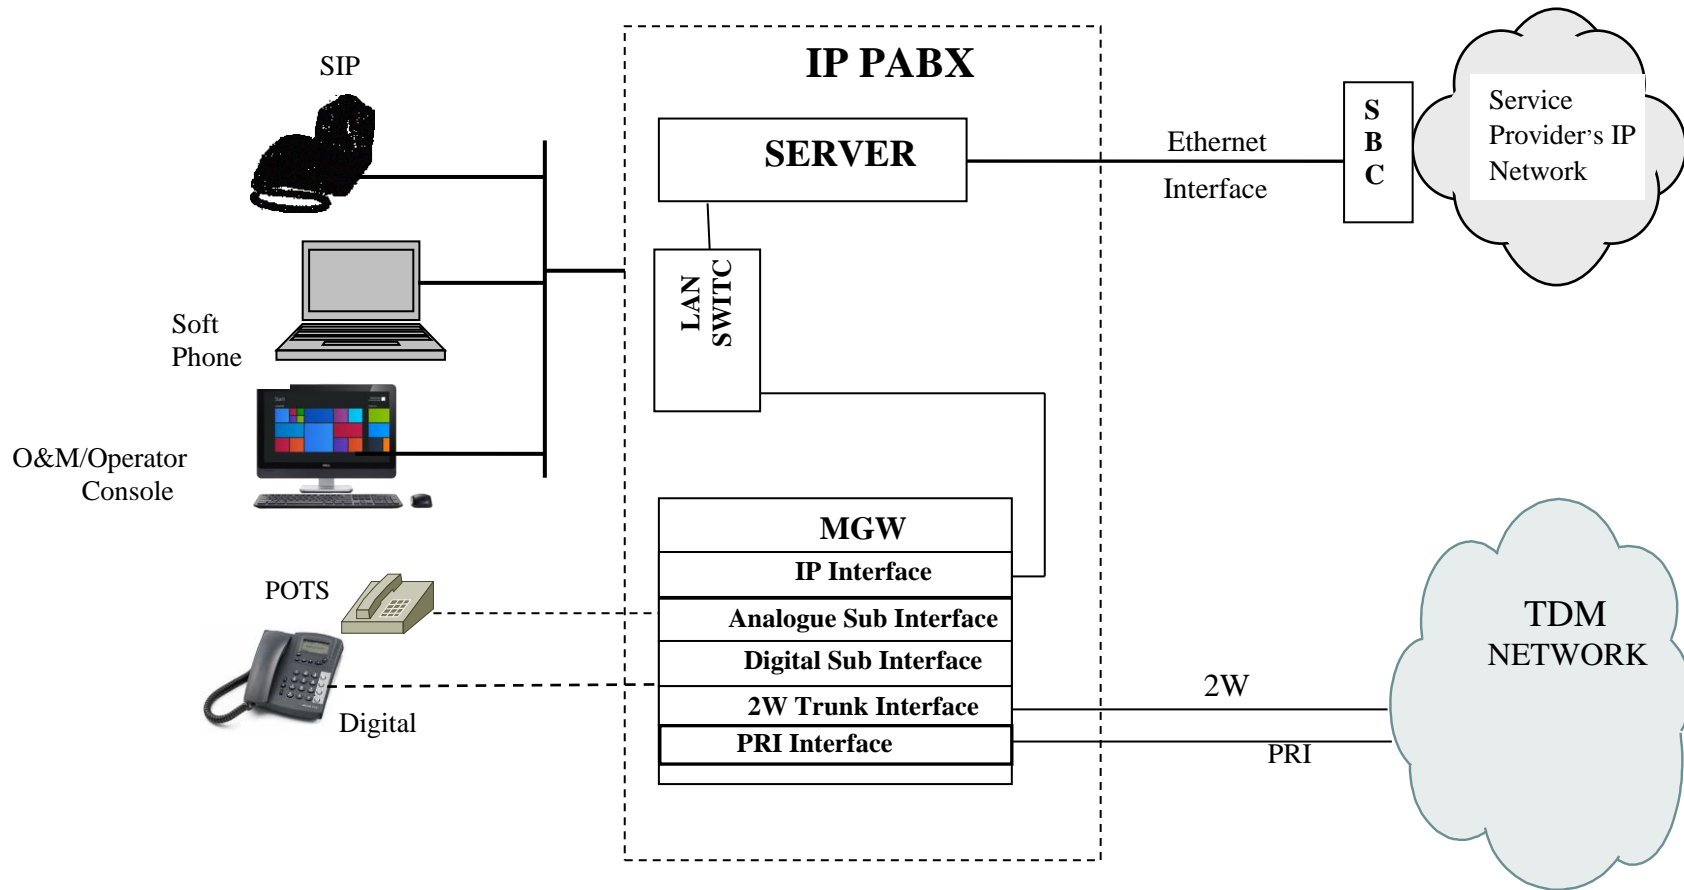 SIP
IP PABX
SERVER
Ethernet
Interface
S
B
C
Service
Provider's IP
Network
LAN
SWITC
Soft
Phone
O&M/Operator
Console
MGW
IP Interface
POTS
Analogue Sub Interface
Digital Sub Interface
Digital
2W Trunk Interface
PRI Interface
2W
PRI
TDM
NETWORK
Start